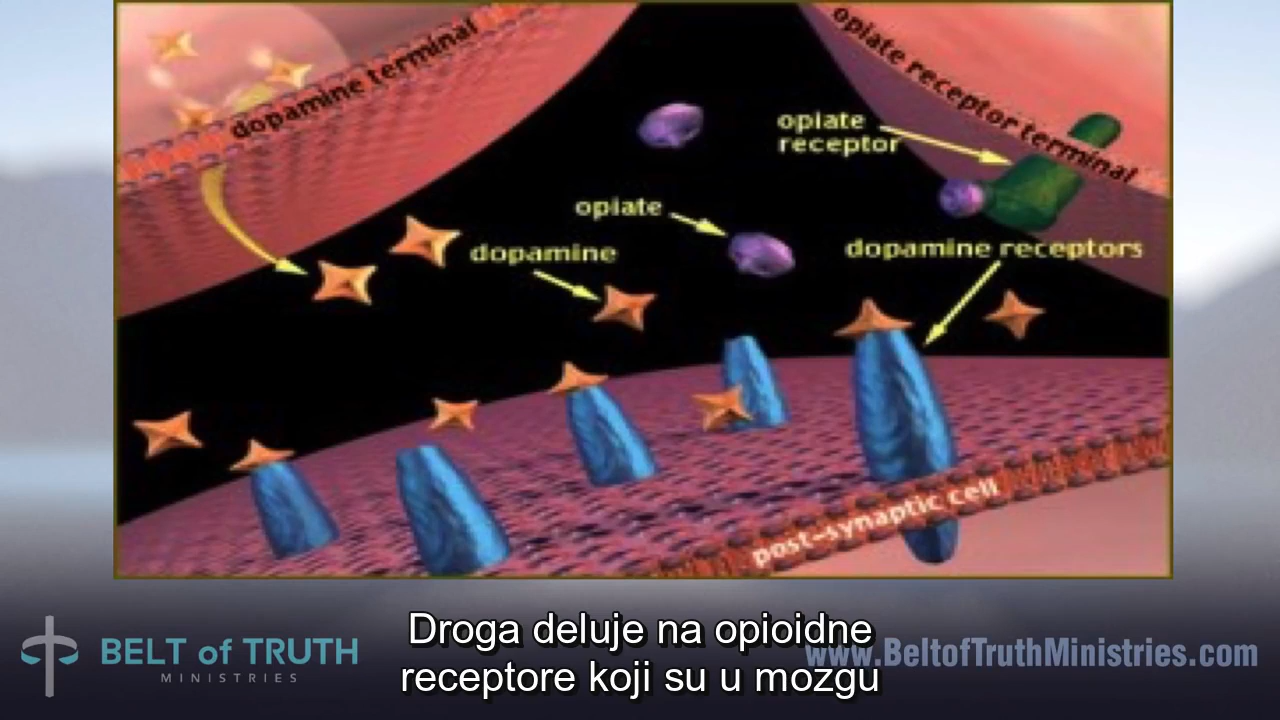 dopamine terminal
opiate receptor terminal
opiate
receptor
opiate
dopamine
dopamine receptors
post-synaptic cell
BELT of TRUTH
MINISTRIES
www.BeltofTruthMinistries.com
Droga deluje na opioidne
receptore koji su u mozgu